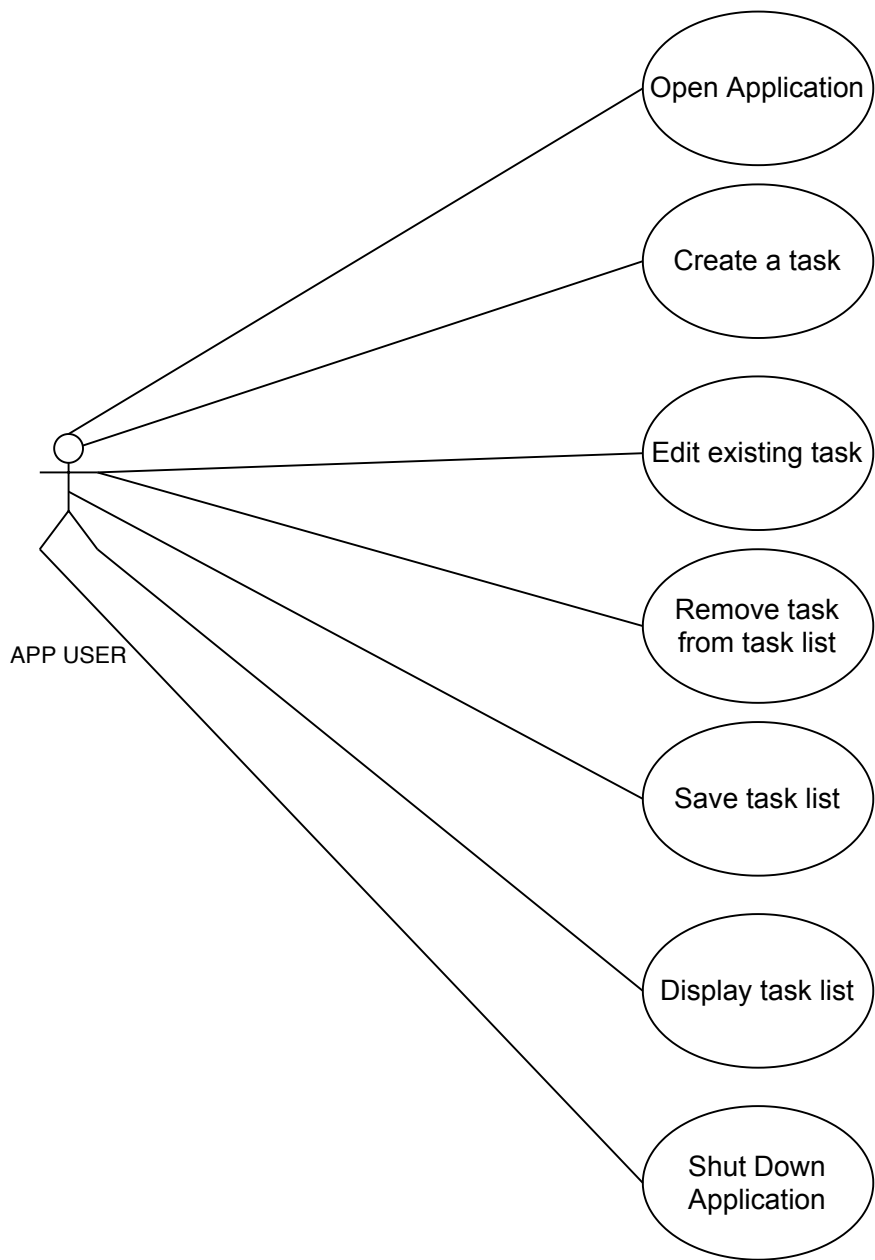 Open Application
Create a task
Edit existing task
Remove task
from task list
APP USER
Save task list
Display task list
Shut Down
Application